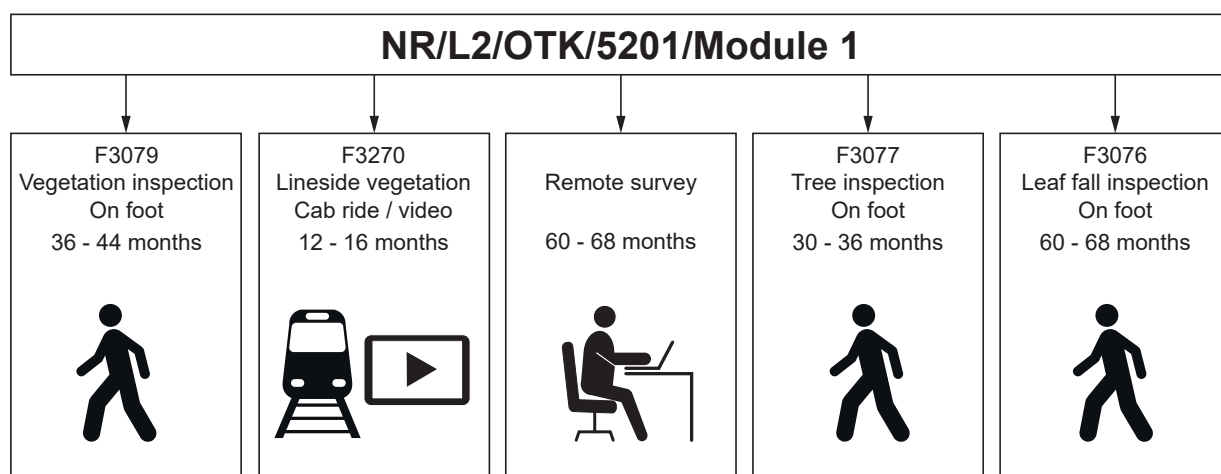 NR/L2/OTK/5201/Module 1
F3079
Vegetation inspection
On foot
36 - 44 months
F3270
Lineside vegetation
Cab ride / video
12 - 16 months
Remote survey
60 - 68 months
F3077
Tree inspection
On foot
30 - 36 months
F3076
Leaf fall inspection
On foot
60 - 68 months